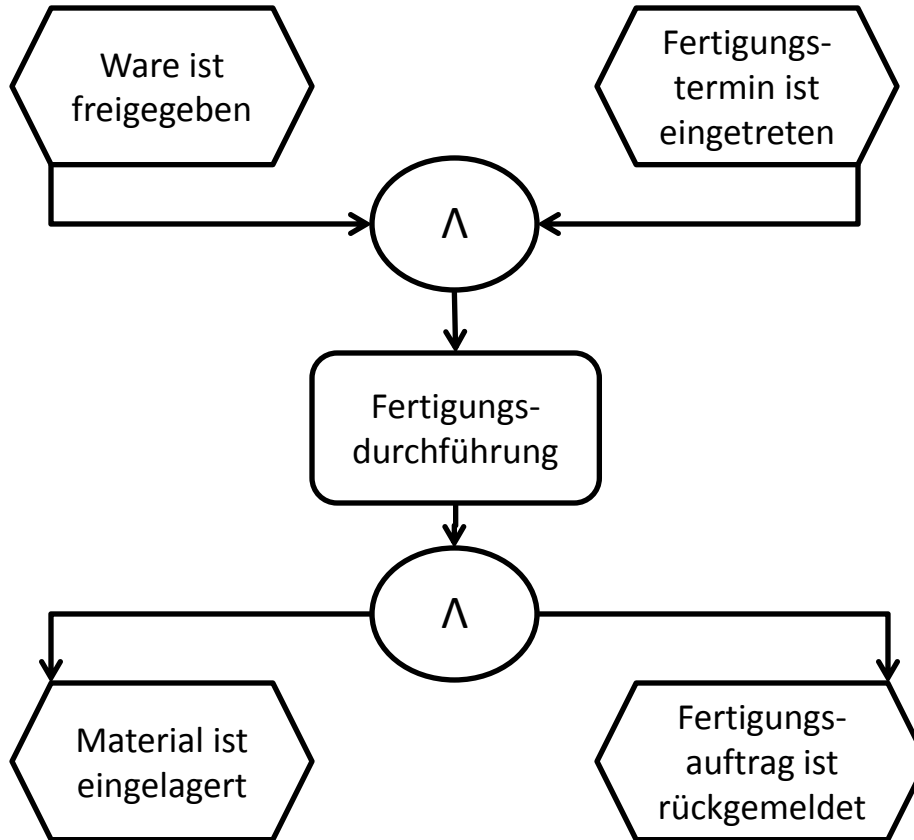 Ware ist
freigegeben
Fertigungs-
termin ist
eingetreten
Λ
Fertigungs-
durchführung
Λ
Material ist
eingelagert
Fertigungs-
auftrag ist
rückgemeldet